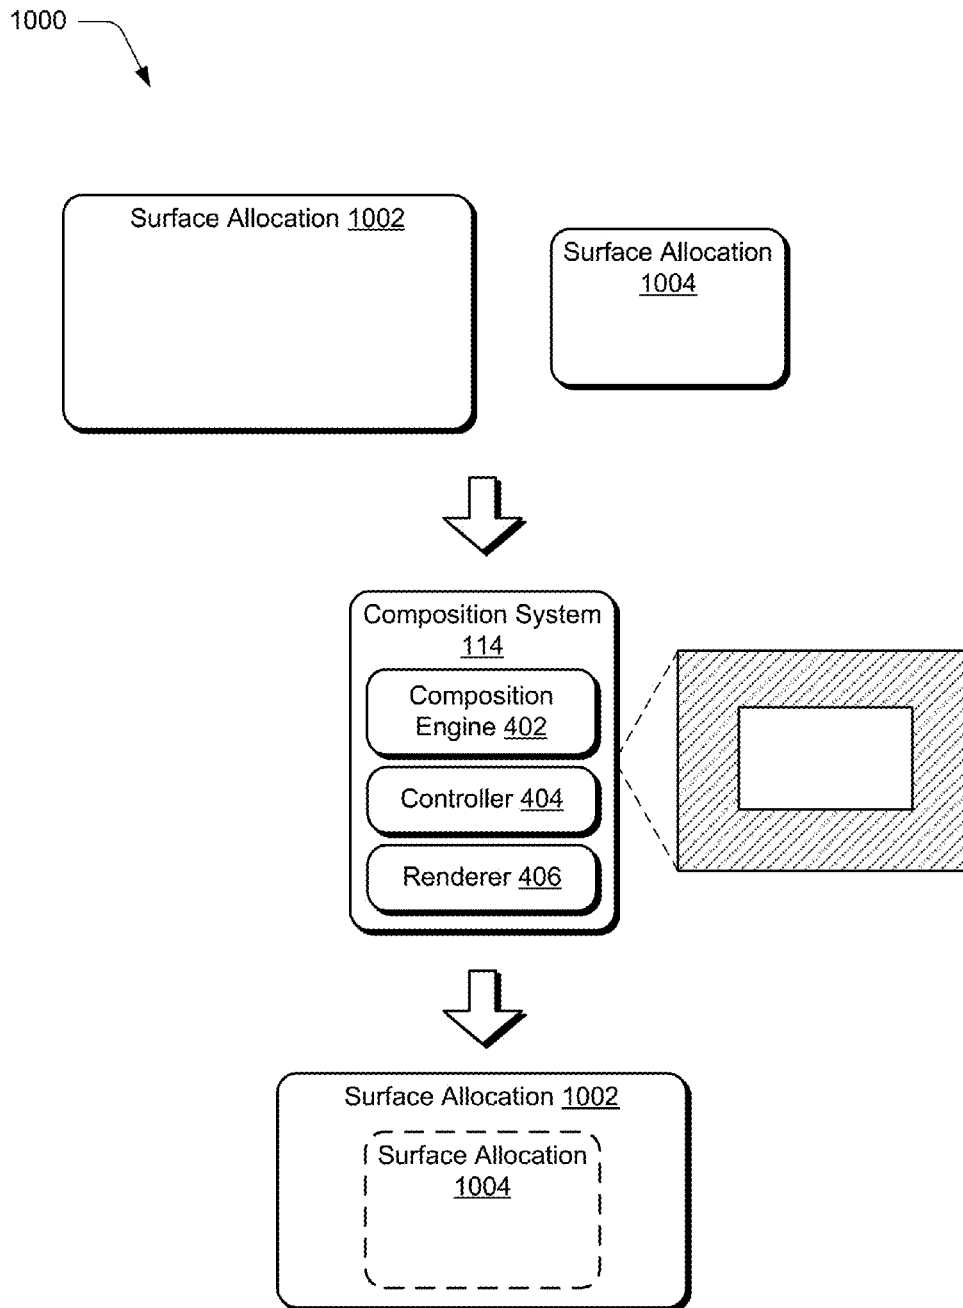 1000
Surface Allocation 1002
Surface Allocation
1004
Composition System
114
Composition
Engine 402
Controller 404
Renderer 406
Surface Allocation 1002
Surface Allocation
1004